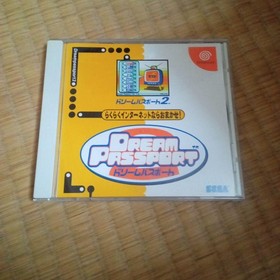 Dreampassport2
ドリームパスポート2
らくらくインターネットならおまかせ!
DREAM
PASSPORT
ドリームパスポート
SEGA